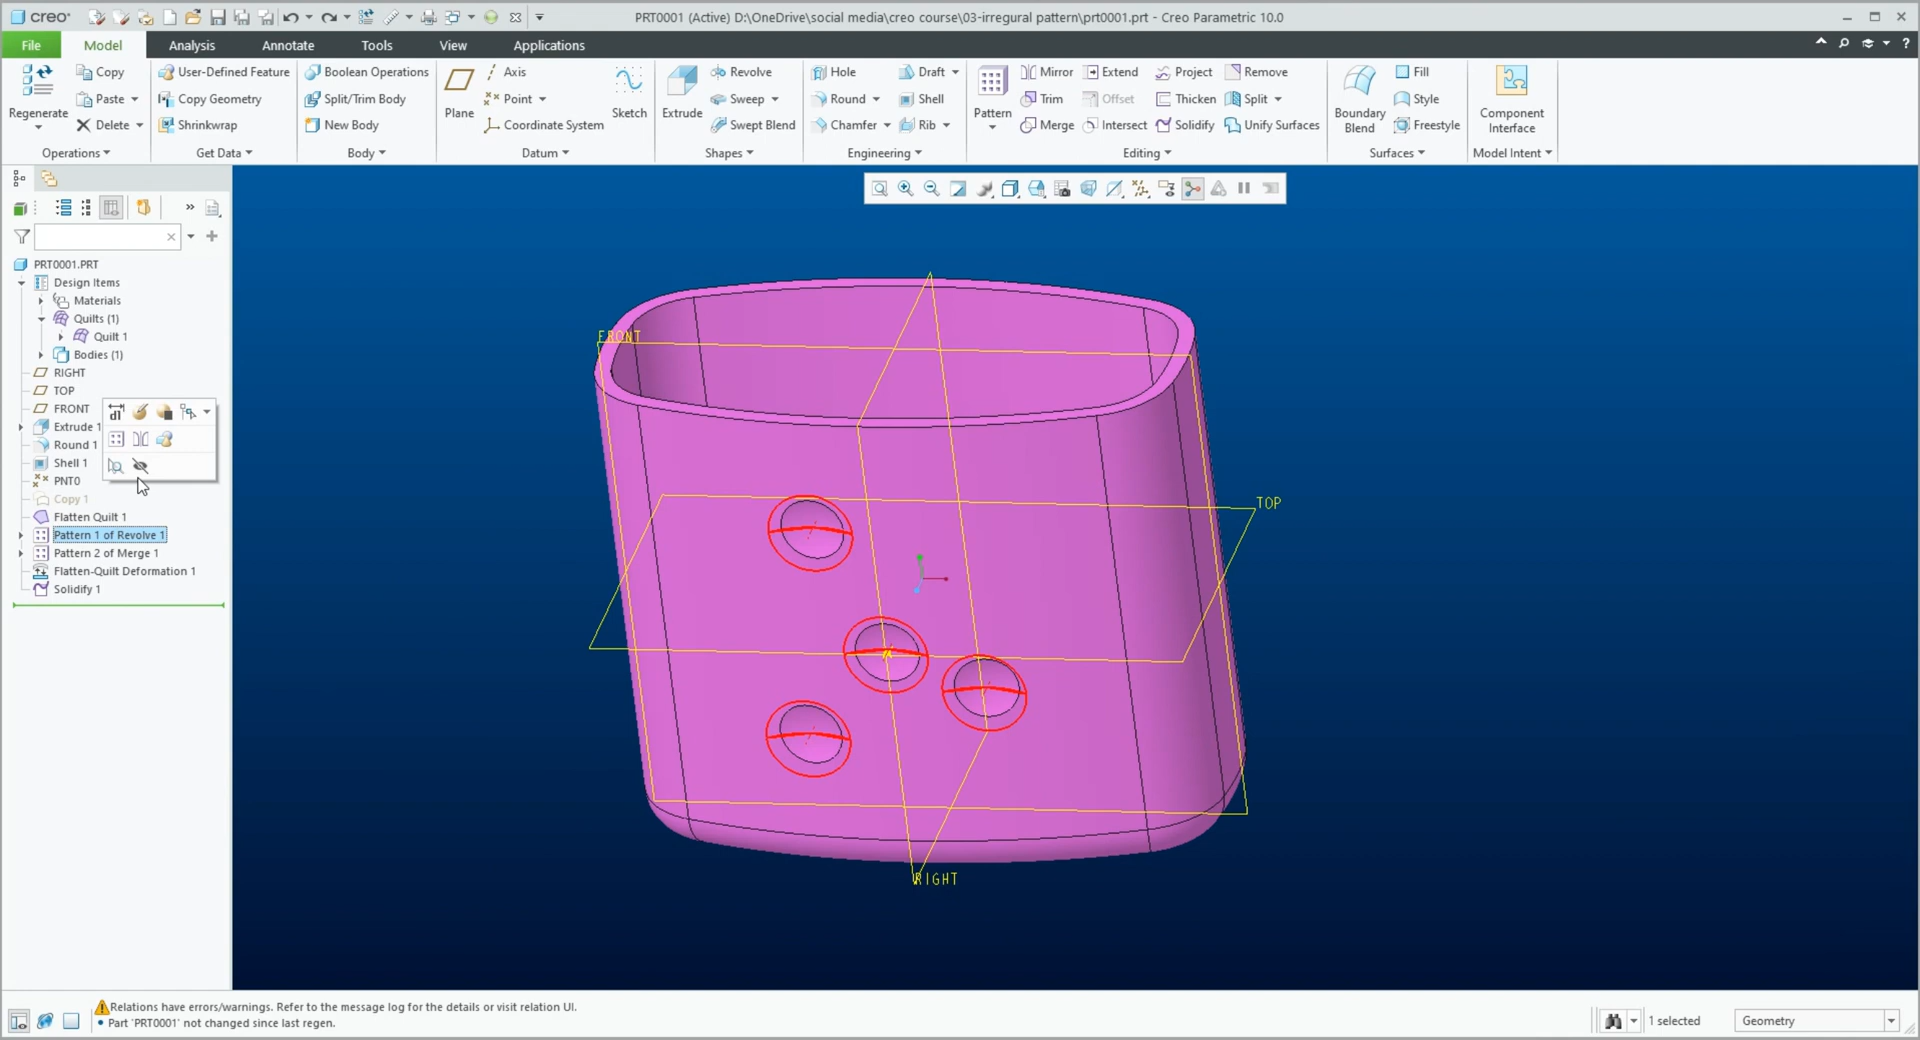 creo
PRT0001 (Active) D:\OneDrive\social media\creo course\03-irregural pattern\prt0001.prt - Creo Parametric 10.0
File Model Analysis Annotate Tools View Applications
Regenerate
Copy
Paste
Delete
Operations
User-Defined Feature
Copy Geometry
Shrinkwrap
Get Data
Boolean Operations
Split/Trim Body
New Body
Body
Plane
Axis
Point
Coordinate System
Sketch
Datum
Extrude
Revolve
Sweep
Swept Blend
Shapes
Hole
Round
Chamfer
Draft
Shell
Rib
Engineering
Pattern
Mirror
Trim
Merge
Extend
Offset
Intersect
Project
Thicken
Solidify
Remove
Split
Unify Surfaces
Editing
Boundary
Blend
Fill
Style
Freestyle
Surfaces
Component
Interface
Model Intent
PRT0001.PRT
Design Items
Materials
Quilts (1)
Quilt 1
Bodies (1)
RIGHT
TOP
FRONT
Extrude 1
Round 1
Shell 1
PNT0
Copy 1
Flatten Quilt 1
Pattern 1 of Revolve 1
Pattern 2 of Merge 1
Flatten-Quilt Deformation 1
Solidify 1
FRONT
TOP
RIGHT
Relations have errors/warnings. Refer to the message log for the details or visit relation UI.
• Part 'PRT0001' not changed since last regen.
1 selected
Geometry